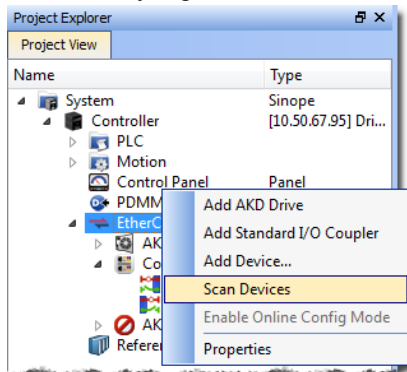 Project Explorer
Project View
Name Type
System Sinope
Controller [10.50.67.95] Dri...
PLC
Motion
Control Panel Panel
PDMM
EtherC
Add AKD Drive
AK
Add Standard I/O Coupler
Co
Add Device...
Scan Devices
Enable Online Config Mode
AK
Referen
Properties